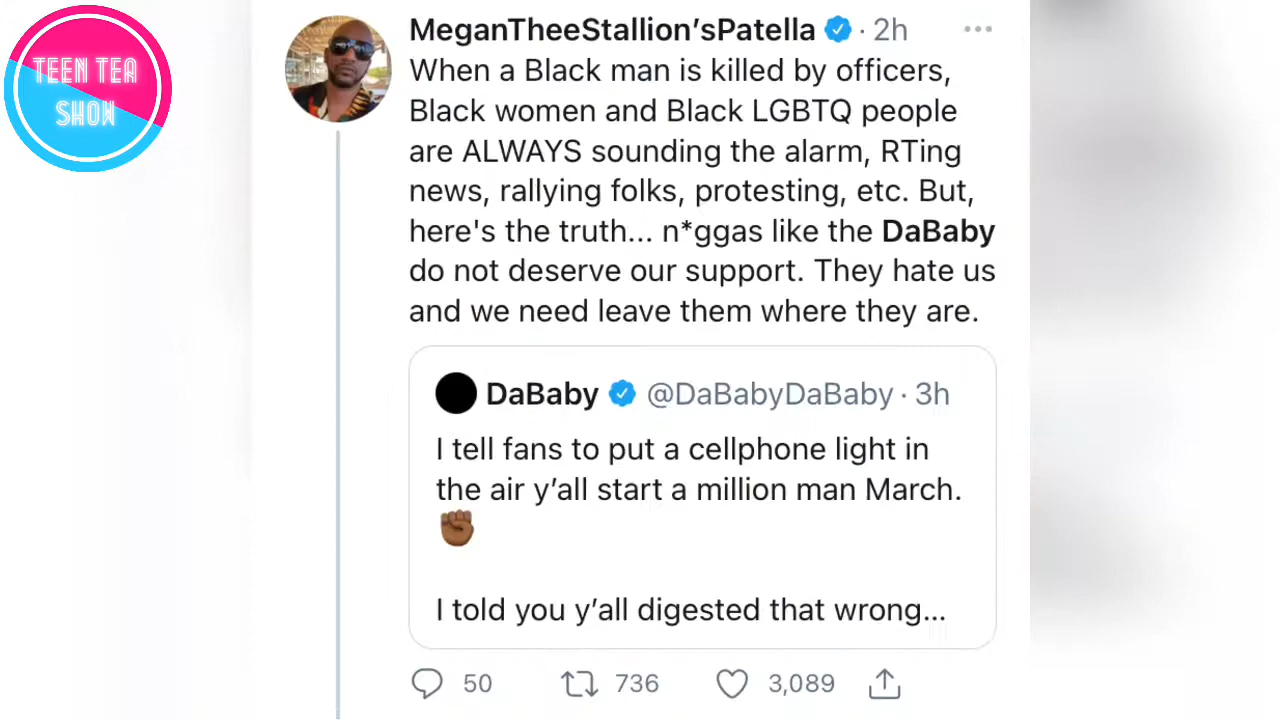 TEEN TEA
SHOW
MeganTheeStallion’sPatella · 2h
When a Black man is killed by officers,
Black women and Black LGBTQ people
are ALWAYS sounding the alarm, RTing
news, rallying folks, protesting, etc. But,
here's the truth... n*ggas like the DaBaby
do not deserve our support. They hate us
and we need leave them where they are.
DaBaby @DaBabyDaBaby · 3h
I tell fans to put a cellphone light in
the air y’all start a million man March.
✊🏾
I told you y’all digested that wrong...
50 736 3,089